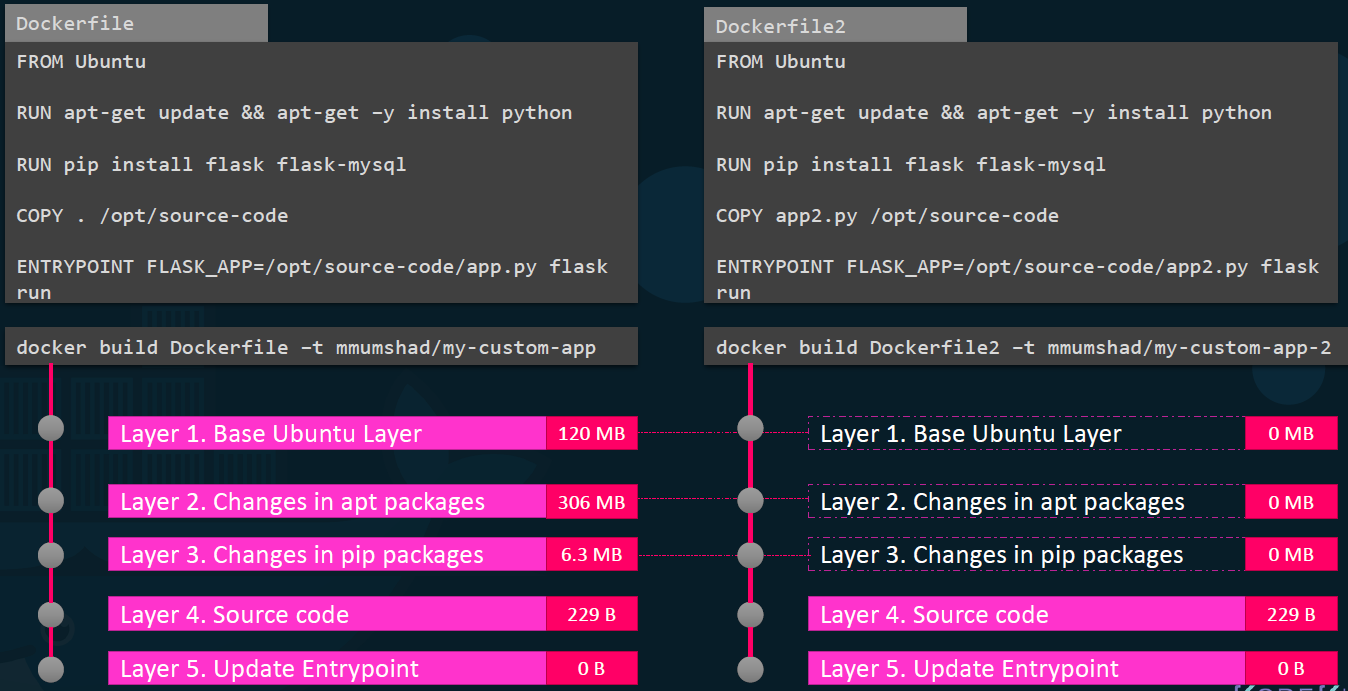 Dockerfile
FROM Ubuntu
RUN apt-get update && apt-get –y install python
RUN pip install flask flask-mysql
COPY . /opt/source-code
ENTRYPOINT FLASK_APP=/opt/source-code/app.py flask
run
docker build Dockerfile –t mmumshad/my-custom-app
Layer 1. Base Ubuntu Layer 120 MB
Layer 2. Changes in apt packages 306 MB
Layer 3. Changes in pip packages 6.3 MB
Layer 4. Source code 229 B
Layer 5. Update Entrypoint 0 B
Dockerfile2
FROM Ubuntu
RUN apt-get update && apt-get –y install python
RUN pip install flask flask-mysql
COPY app2.py /opt/source-code
ENTRYPOINT FLASK_APP=/opt/source-code/app2.py flask
run
docker build Dockerfile2 –t mmumshad/my-custom-app-2
Layer 1. Base Ubuntu Layer 0 MB
Layer 2. Changes in apt packages 0 MB
Layer 3. Changes in pip packages 0 MB
Layer 4. Source code 229 B
Layer 5. Update Entrypoint 0 B